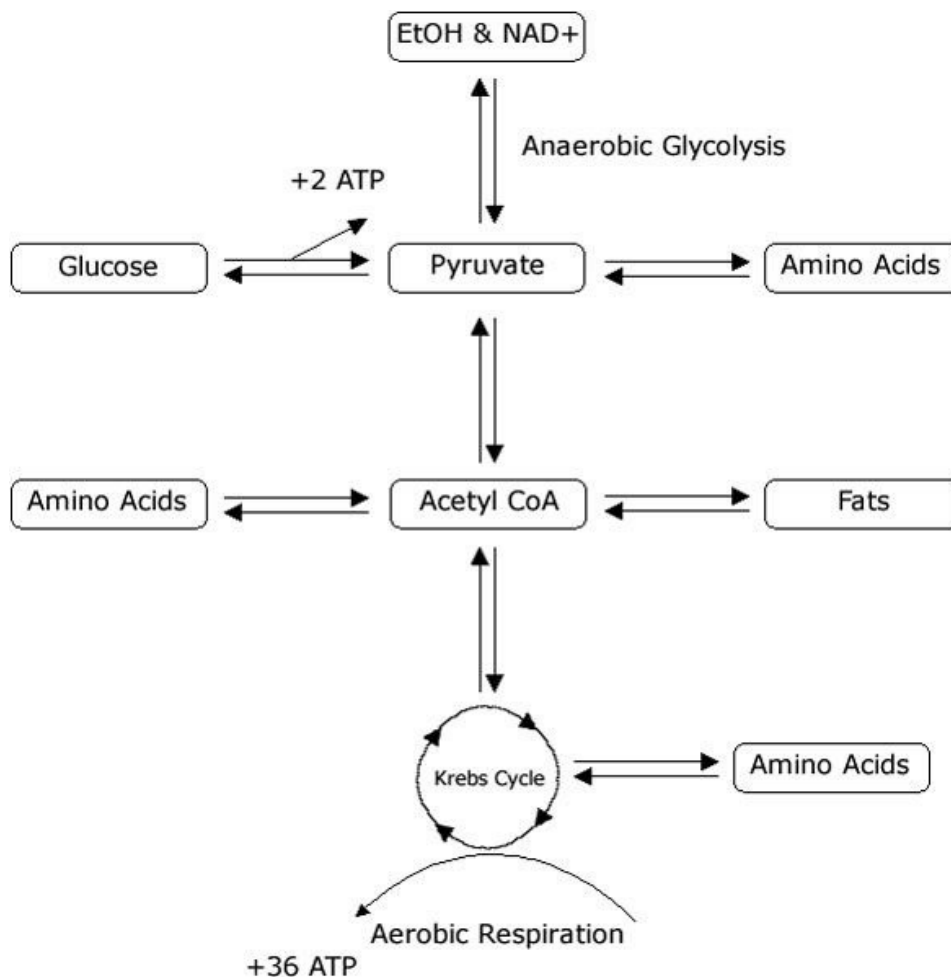 EtOH & NAD+
Anaerobic Glycolysis
+2 ATP
Glucose
Pyruvate
Amino Acids
Amino Acids
Acetyl CoA
Fats
Krebs Cycle
Amino Acids
Aerobic Respiration
+36 ATP